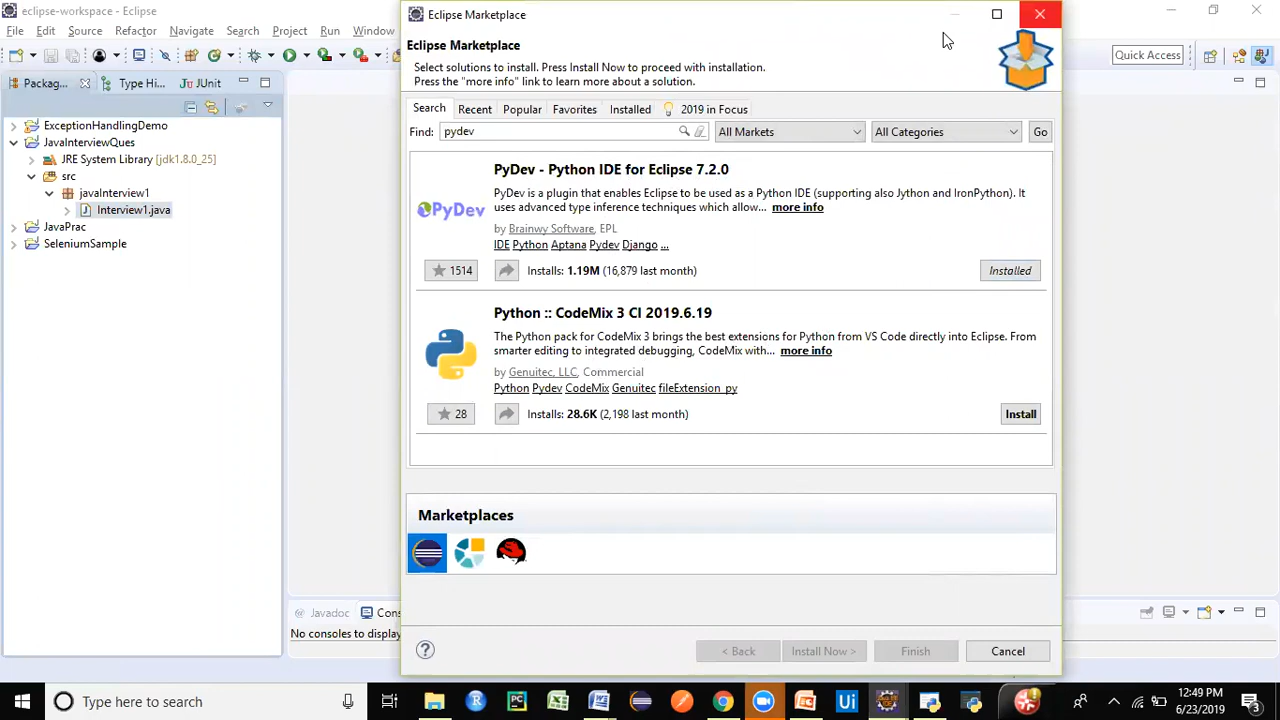 eclipse-workspace - Eclipse
File Edit Source Refactor Navigate Search Project Run Window
Quick Access
Packag... Type Hi... JUnit
ExceptionHandlingDemo
JavaInterviewQues
JRE System Library [jdk1.8.0_25]
src
javaInterview1
Interview1.java
JavaPrac
SeleniumSample
Eclipse Marketplace
Eclipse Marketplace
Select solutions to install. Press Install Now to proceed with installation.
Press the "more info" link to learn more about a solution.
Search Recent Popular Favorites Installed 2019 in Focus
Find: pydev All Markets All Categories Go
PyDev - Python IDE for Eclipse 7.2.0
PyDev is a plugin that enables Eclipse to be used as a Python IDE (supporting also Jython and IronPython). It
uses advanced type inference techniques which allow... more info
PyDev
by Brainwy Software, EPL
IDE Python Aptana Pydev Django ...
1514 Installs: 1.19M (16,879 last month) Installed
Python :: CodeMix 3 CI 2019.6.19
The Python pack for CodeMix 3 brings the best extensions for Python from VS Code directly into Eclipse. From
smarter editing to integrated debugging, CodeMix with... more info
by Genuitec, LLC, Commercial
Python Pydev CodeMix Genuitec fileExtension_py
28 Installs: 28.6K (2,198 last month) Install
Marketplaces
< Back Install Now > Finish Cancel
Javadoc Cons
No consoles to display
Type here to search
12:49 PM
6/23/2019
3